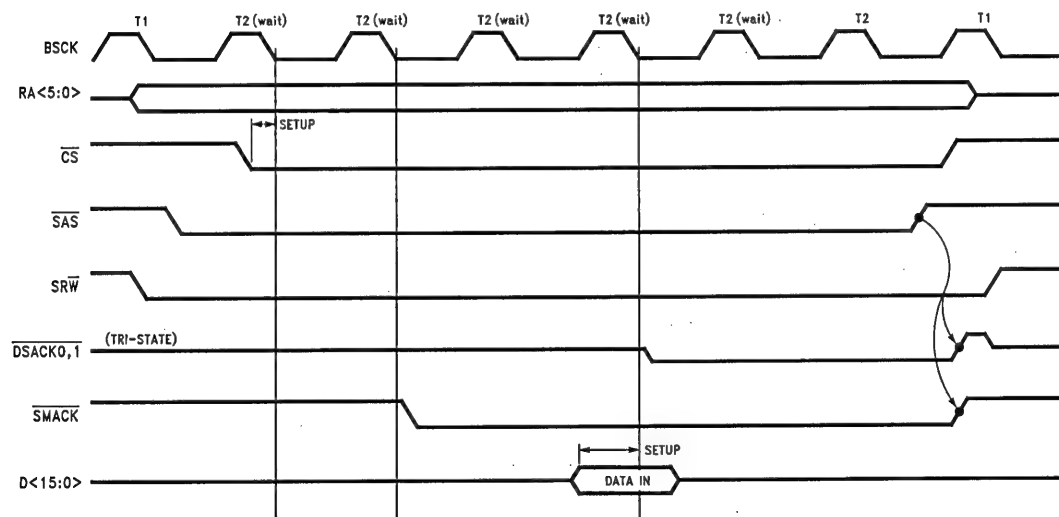 T1 T2 (wait) T2 (wait) T2 (wait) T2 (wait) T2 (wait) T2 T1
BSCK
RA<5:0>
SETUP
CS
SAS
SRW
(TRI-STATE)
DSACK0,1
SMACK
SETUP
D<15:0> DATA IN